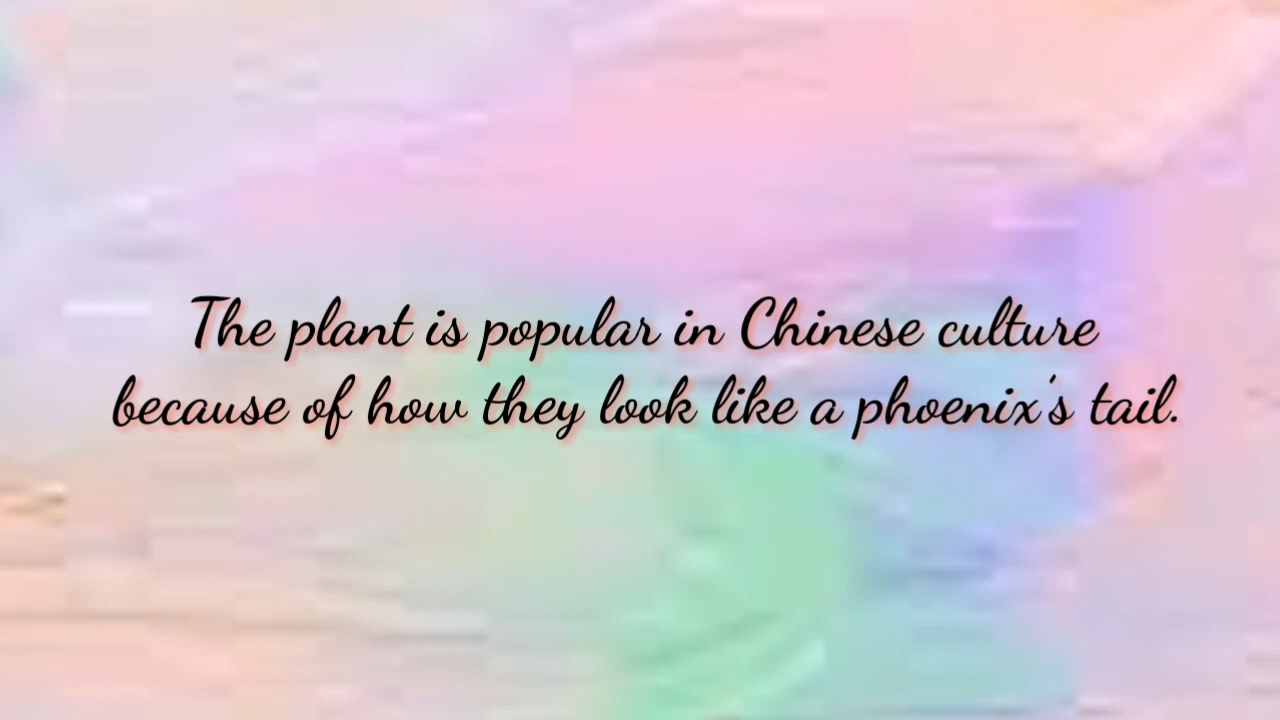 The plant is popular in Chinese culture
because of how they look like a phoenix's tail.